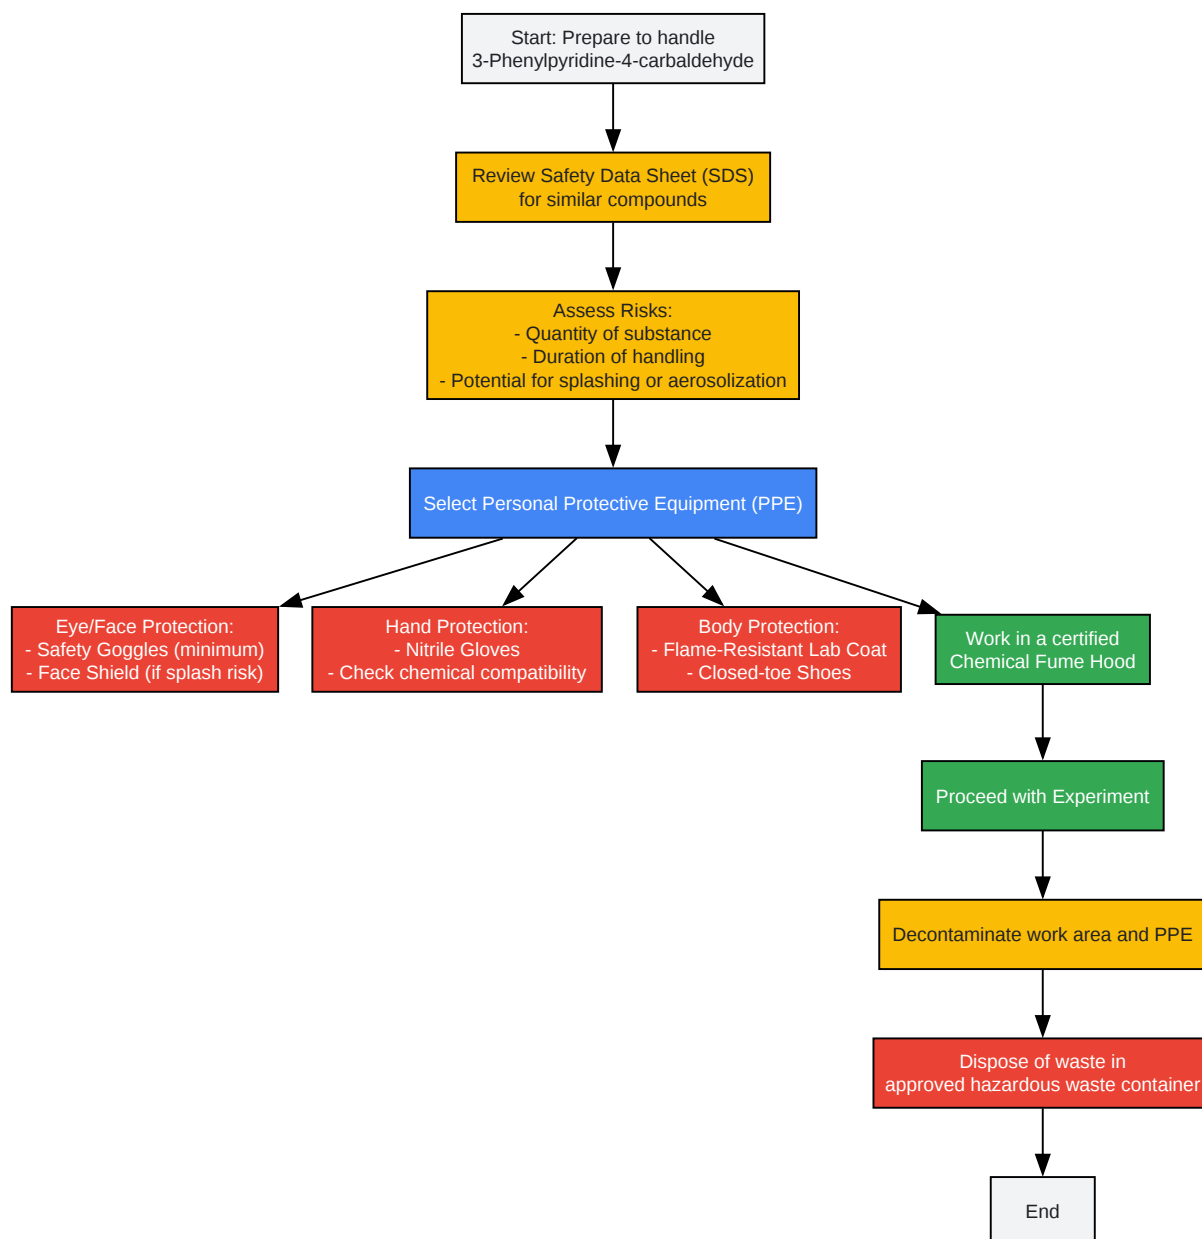 Start: Prepare to handle
3-Phenylpyridine-4-carbaldehyde
Review Safety Data Sheet (SDS)
for similar compounds
Assess Risks:
- Quantity of substance
- Duration of handling
- Potential for splashing or aerosolization
Select Personal Protective Equipment (PPE)
Eye/Face Protection:
- Safety Goggles (minimum)
- Face Shield (if splash risk)
Hand Protection:
- Nitrile Gloves
- Check chemical compatibility
Body Protection:
- Flame-Resistant Lab Coat
- Closed-toe Shoes
Work in a certified
Chemical Fume Hood
Proceed with Experiment
Decontaminate work area and PPE
Dispose of waste in
approved hazardous waste container
End